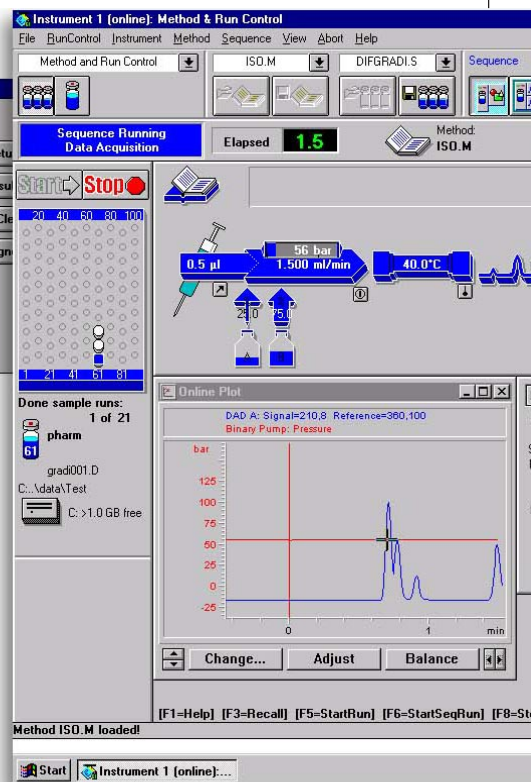 Instrument 1 (online): Method & Run Control
File RunControl Instrument Method Sequence View Abort Help
Method and Run Control ISO.M DIFGRADI.S Sequence
Sequence Running
Data Acquisition
Elapsed 1.5
Method:
ISO.M
Start Stop
20 40 60 80 100
56 bar
0.5 µl 1.500 ml/min 40.0°C
25.0 75.0
A B
1 21 41 61 81
Done sample runs:
1 of 21
pharm
61
gradi001.D
C:..\data\Test
C: >1.0 GB free
Online Plot
DAD A: Signal=210,8 Reference=360,100
Binary Pump: Pressure
bar
125
100
75
50
25
0
-25
0 1 min
Change... Adjust Balance
[F1=Help] [F3=Recall] [F5=StartRun] [F6=StartSeqRun] [F8=St
Method ISO.M loaded!
Start Instrument 1 (online):...